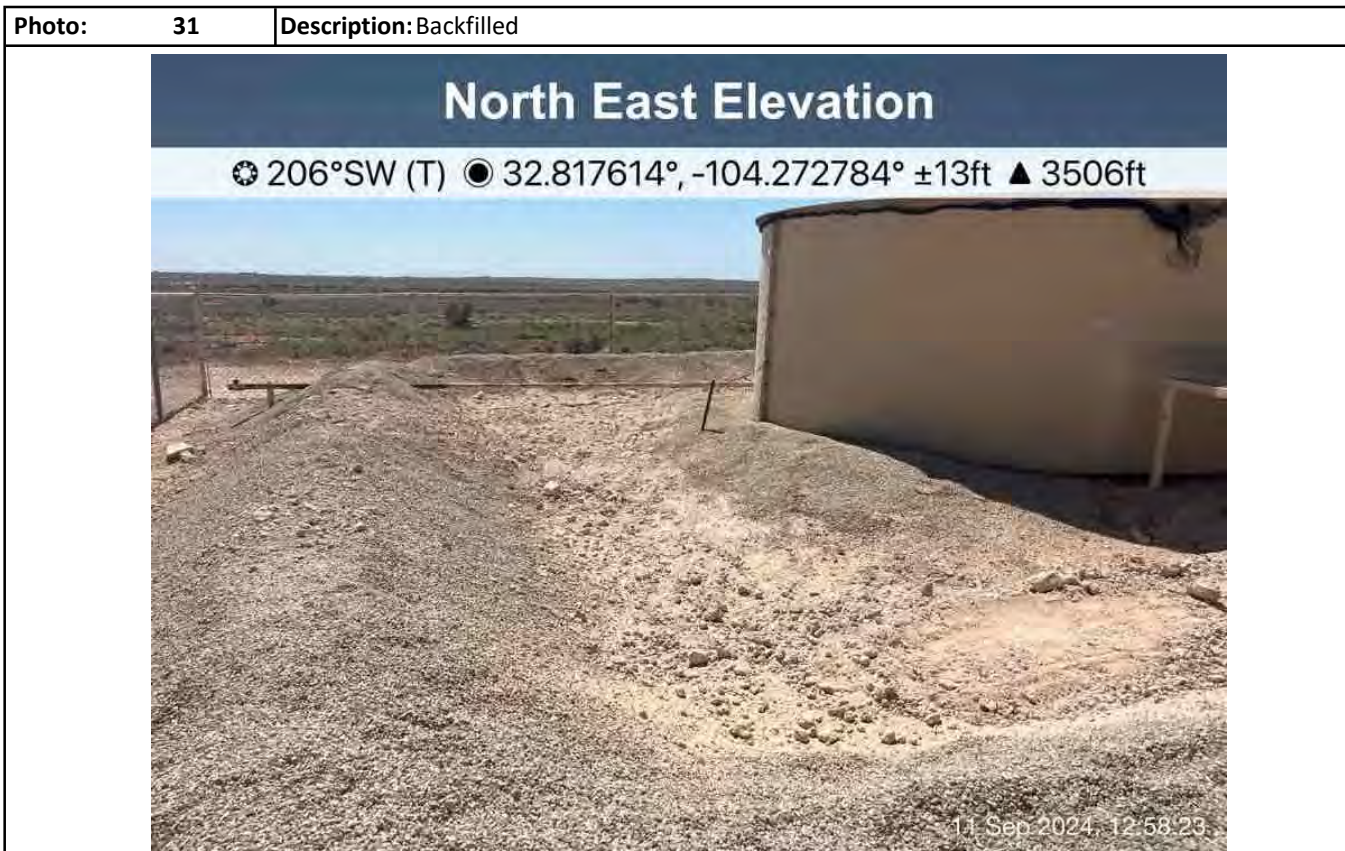 Photo: 31 Description: Backfilled
North East Elevation
206°SW (T) 32.817614°, -104.272784° ±13ft ▲ 3506ft
11 Sep 2024, 12:58:23